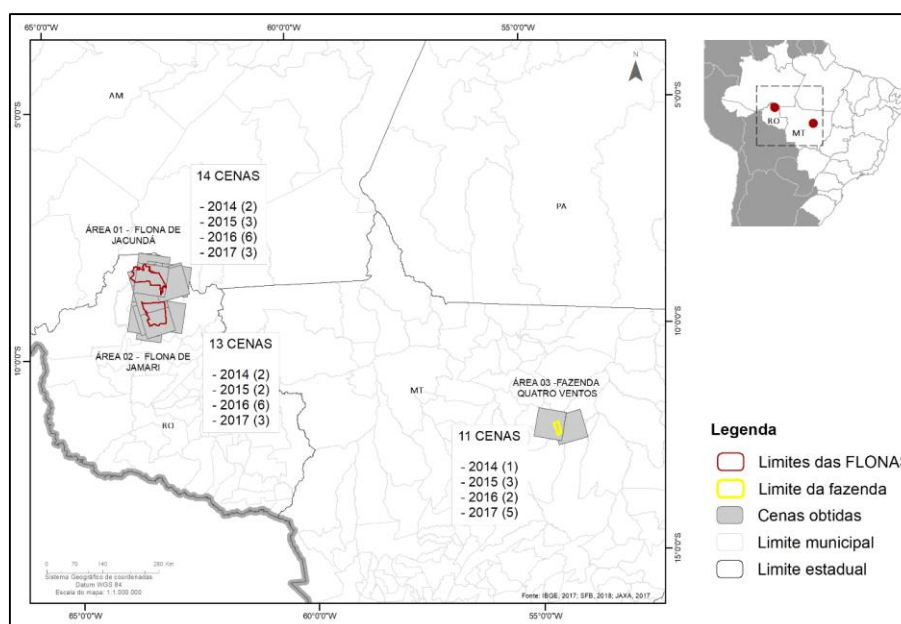 65°0'0"W
60°0'0"W
55°0'0"W
N
AM
5°0'0"S
5°0'0"S
14 CENAS
- 2014 (2)
- 2015 (3)
- 2016 (6)
- 2017 (3)
PA
RO
MT
ÁREA 01 - FLONA DE
JACUNDÁ
10°0'0"S
10°0'0"S
13 CENAS
- 2014 (2)
- 2015 (2)
- 2016 (6)
- 2017 (3)
ÁREA 02 - FLONA DE
JAMARI
MT
ÁREA 03 -FAZENDA
QUATRO VENTOS
RO
11 CENAS
- 2014 (1)
- 2015 (3)
- 2016 (2)
- 2017 (5)
Legenda
Limites das FLONAS
Limite da fazenda
Cenas obtidas
Limite municipal
Limite estadual
15°0'0"S
0 70 140 280 Km
Sistema Geográfico de coordenadas
Datum WGS 84
Escala do mapa: 1:1.000.000
Fonte: IBGE, 2017; SFB, 2018; JAXA, 2017
65°0'0"W
60°0'0"W
55°0'0"W